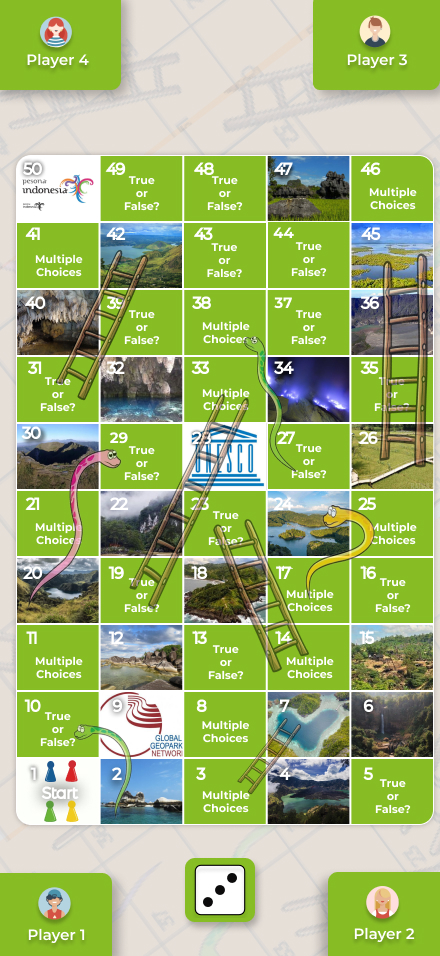 Player 4
Player 3
50
pesona
indonesia
49
True
or
False?
48
True
or
False?
47
46
Multiple
Choices
41
Multiple
Choices
42
43
True
or
False?
44
True
or
False?
45
40
39
True
or
False?
38
Multiple
Choices
37
True
or
False?
36
31
True
or
False?
32
33
Multiple
Choices
34
35
True
or
False?
30
29
True
or
False?
28
UNESCO
27
True
or
False?
26
21
Multiple
Choices
22
23
True
or
False?
24
25
Multiple
Choices
20
19
True
or
False?
18
17
Multiple
Choices
16
True
or
False?
11
Multiple
Choices
12
13
True
or
False?
14
Multiple
Choices
15
10
True
or
False?
9
GLOBAL
GEOPARK
NETWORK
8
Multiple
Choices
7
6
1
Start
2
3
Multiple
Choices
4
5
True
or
False?
Player 1
Player 2